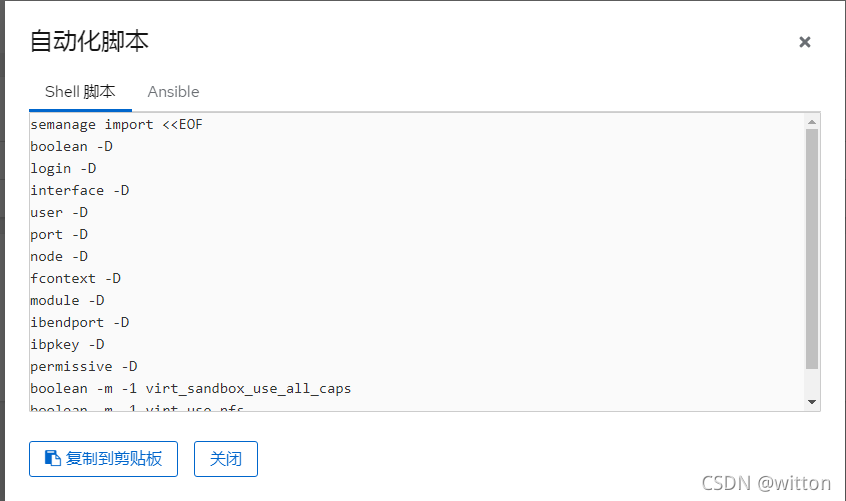 自动化脚本
Shell 脚本
Ansible
semanage import <<EOF
boolean -D
login -D
interface -D
user -D
port -D
node -D
fcontext -D
module -D
ibendport -D
ibpkey -D
permissive -D
boolean -m -1 virt_sandbox_use_all_caps
boolean -m -1 virt_use_nfs
复制到剪贴板
关闭
CSDN @witton